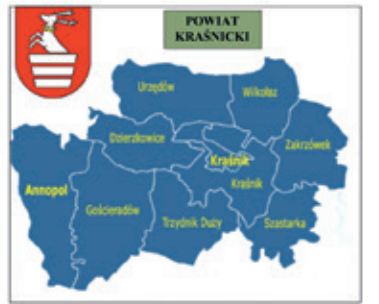 POWIAT
KRAŚNICKI
Urzędów
Wilkołaz
Dzierzkowice
Zakrzówek
Kraśnik
Annopol
Kraśnik
Gościeradów
Trzydnik Duży
Szastarka